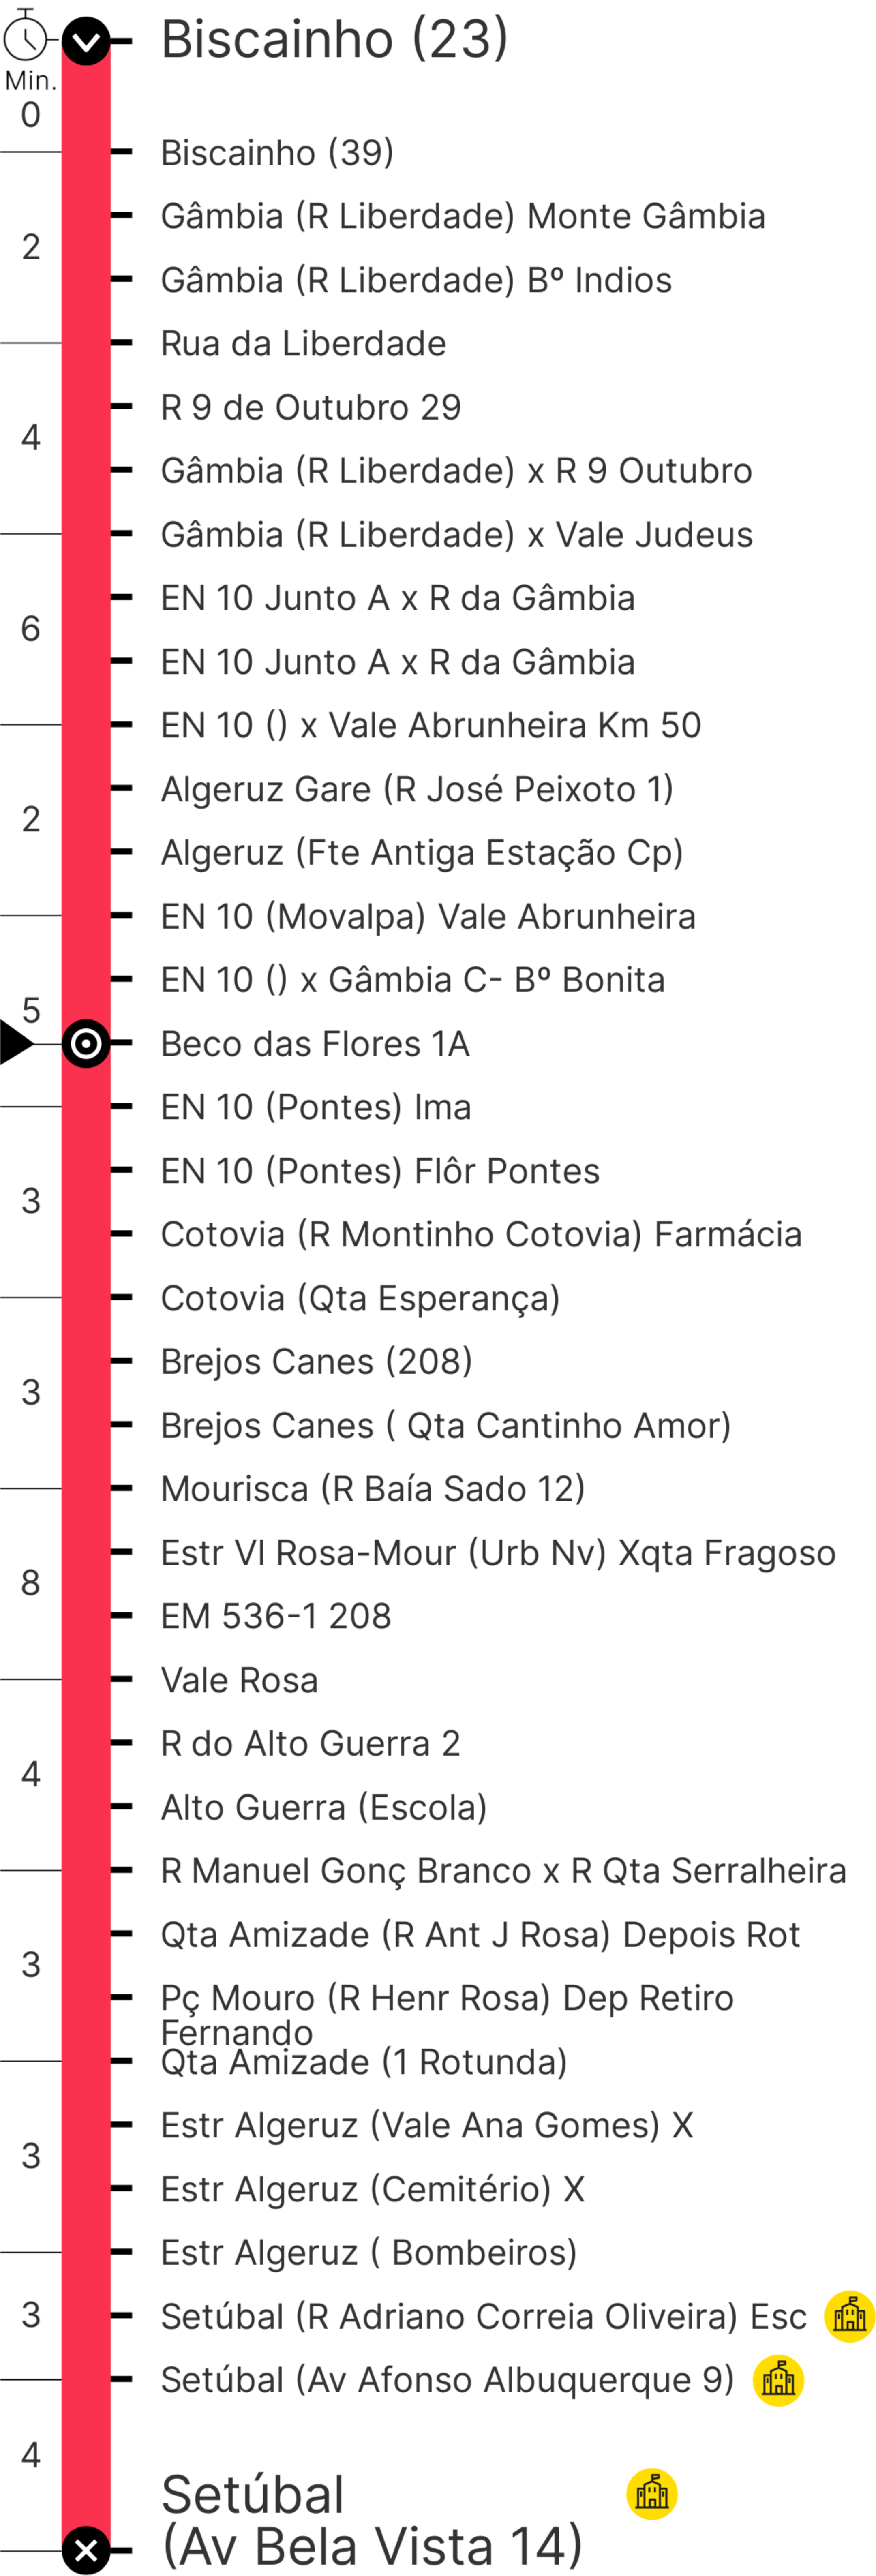 Biscainho (23)
Min.
0
Biscainho (39)
Gâmbia (R Liberdade) Monte Gâmbia
2
Gâmbia (R Liberdade) Bº Indios
Rua da Liberdade
R 9 de Outubro 29
4
Gâmbia (R Liberdade) x R 9 Outubro
Gâmbia (R Liberdade) x Vale Judeus
EN 10 Junto A x R da Gâmbia
6
EN 10 Junto A x R da Gâmbia
EN 10 () x Vale Abrunheira Km 50
Algeruz Gare (R José Peixoto 1)
2
Algeruz (Fte Antiga Estação Cp)
EN 10 (Movalpa) Vale Abrunheira
EN 10 () x Gâmbia C- Bº Bonita
5
Beco das Flores 1A
EN 10 (Pontes) Ima
EN 10 (Pontes) Flôr Pontes
3
Cotovia (R Montinho Cotovia) Farmácia
Cotovia (Qta Esperança)
Brejos Canes (208)
3
Brejos Canes ( Qta Cantinho Amor)
Mourisca (R Baía Sado 12)
Estr Vl Rosa-Mour (Urb Nv) Xqta Fragoso
8
EM 536-1 208
Vale Rosa
R do Alto Guerra 2
4
Alto Guerra (Escola)
R Manuel Gonç Branco x R Qta Serralheira
Qta Amizade (R Ant J Rosa) Depois Rot
3
Pç Mouro (R Henr Rosa) Dep Retiro
Fernando
Qta Amizade (1 Rotunda)
Estr Algeruz (Vale Ana Gomes) X
3
Estr Algeruz (Cemitério) X
Estr Algeruz ( Bombeiros)
3
Setúbal (R Adriano Correia Oliveira) Esc
Setúbal (Av Afonso Albuquerque 9)
4
Setúbal
(Av Bela Vista 14)